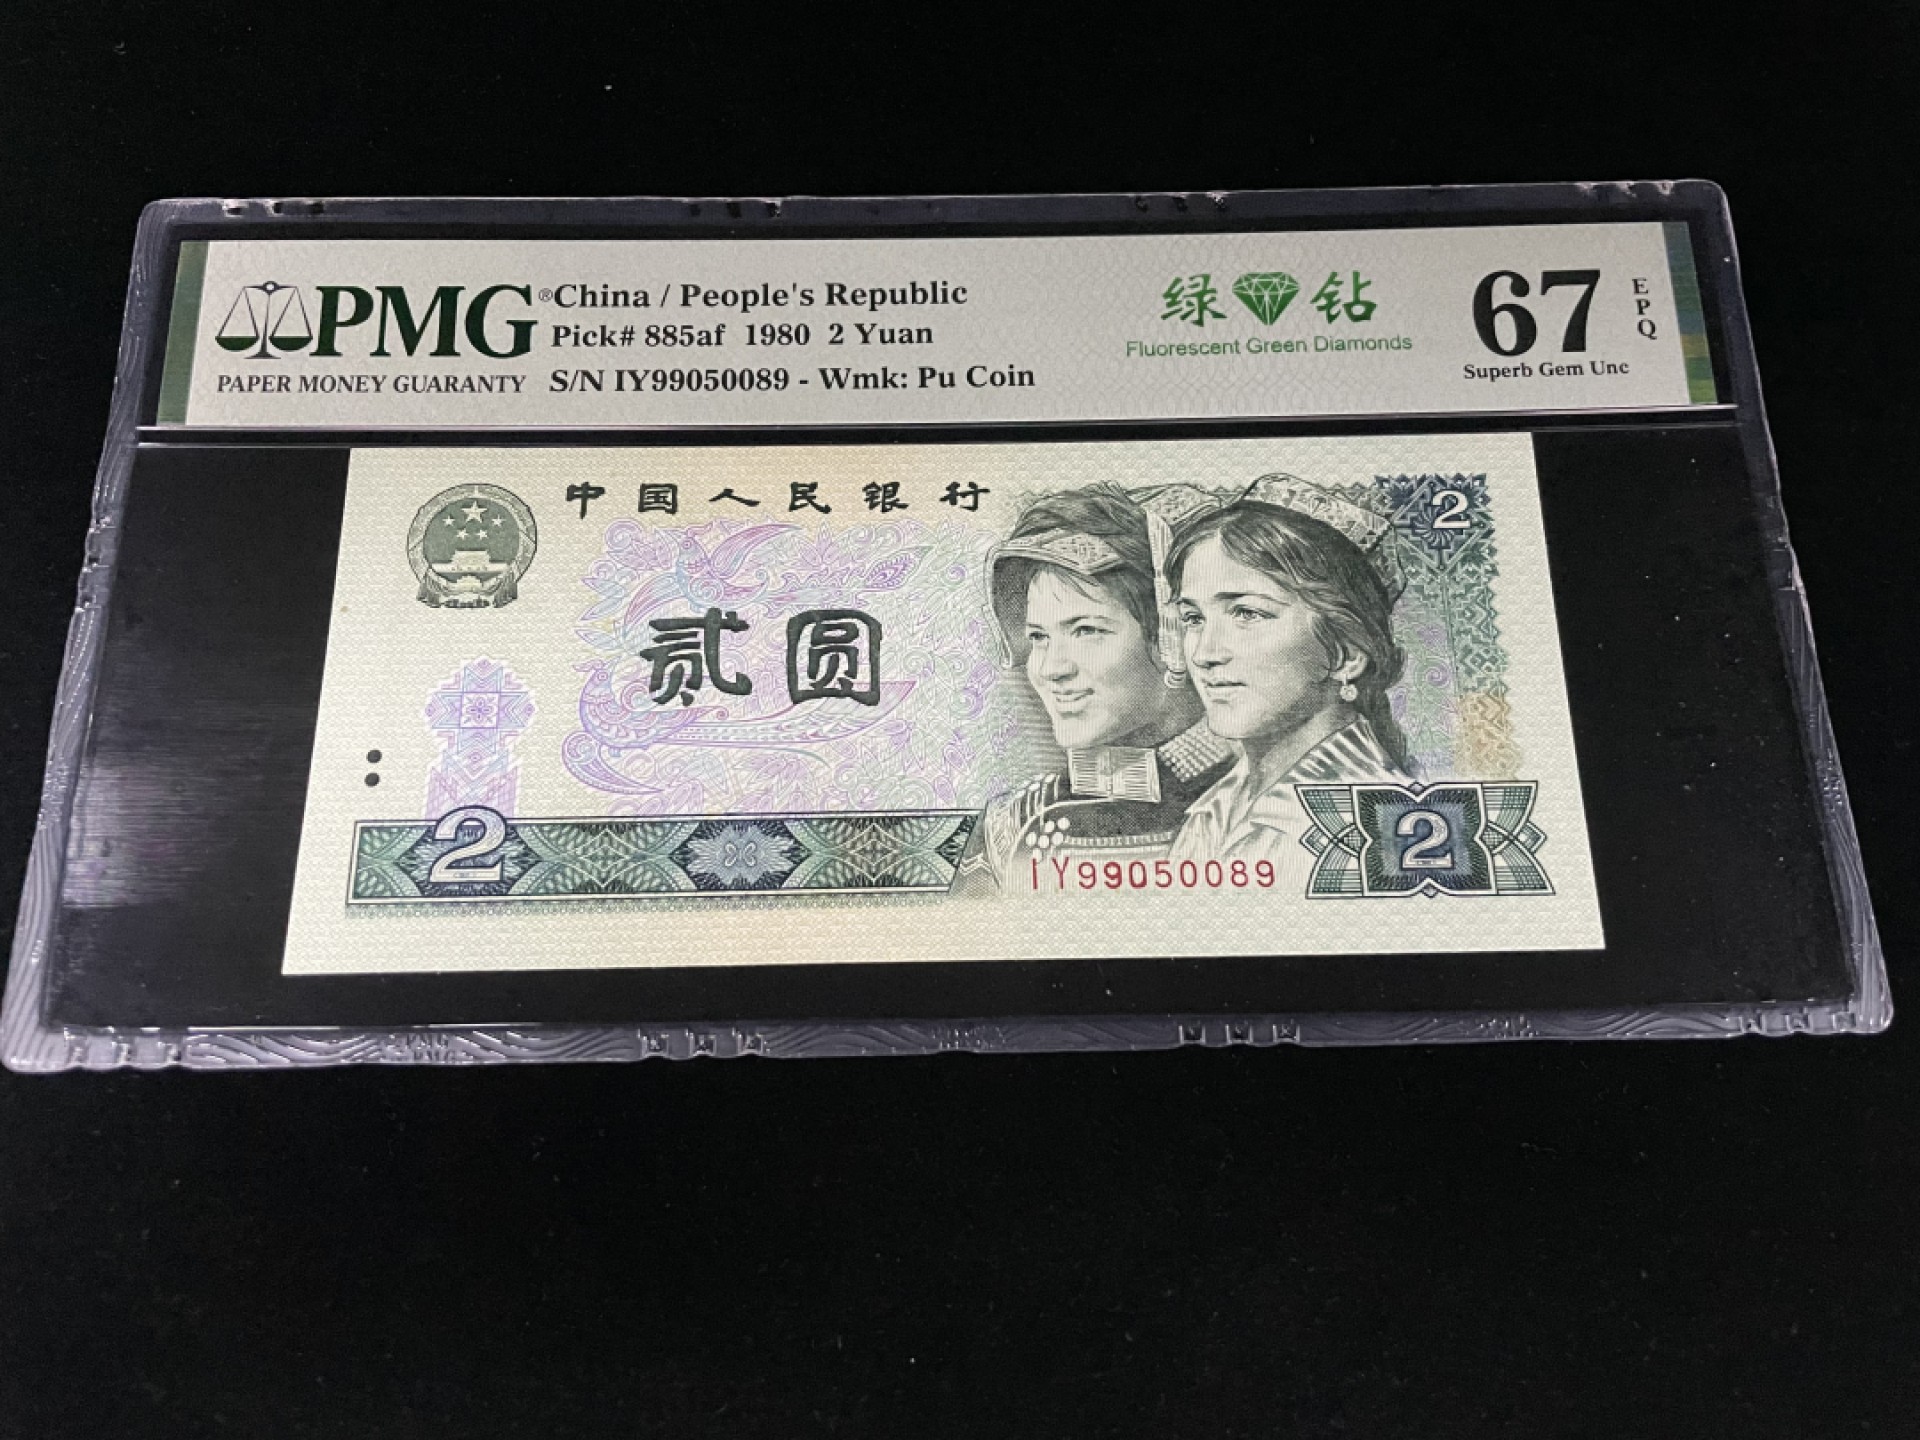 PMG®
PAPER MONEY GUARANTY
China / People's Republic
Pick# 885af 1980 2 Yuan
S/N IY99050089 - Wmk: Pu Coin
绿钻
Fluorescent Green Diamonds
67
EPQ
Superb Gem Unc
中国人民银行
2
贰圆
2
2
IY99050089
PMG
PMG